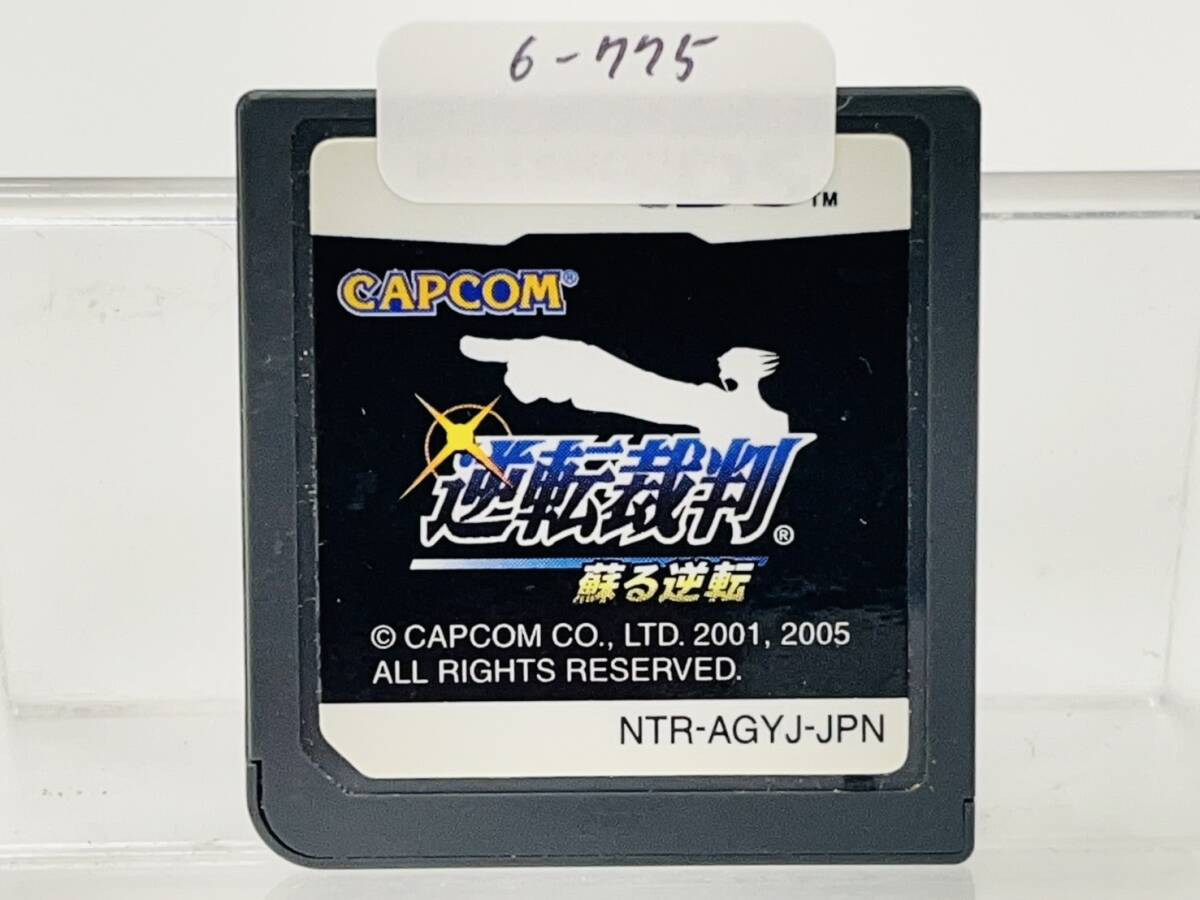 6-775
TM
CAPCOM®
逆転裁判®
蘇る逆転
© CAPCOM CO., LTD. 2001, 2005
ALL RIGHTS RESERVED.
NTR-AGYJ-JPN